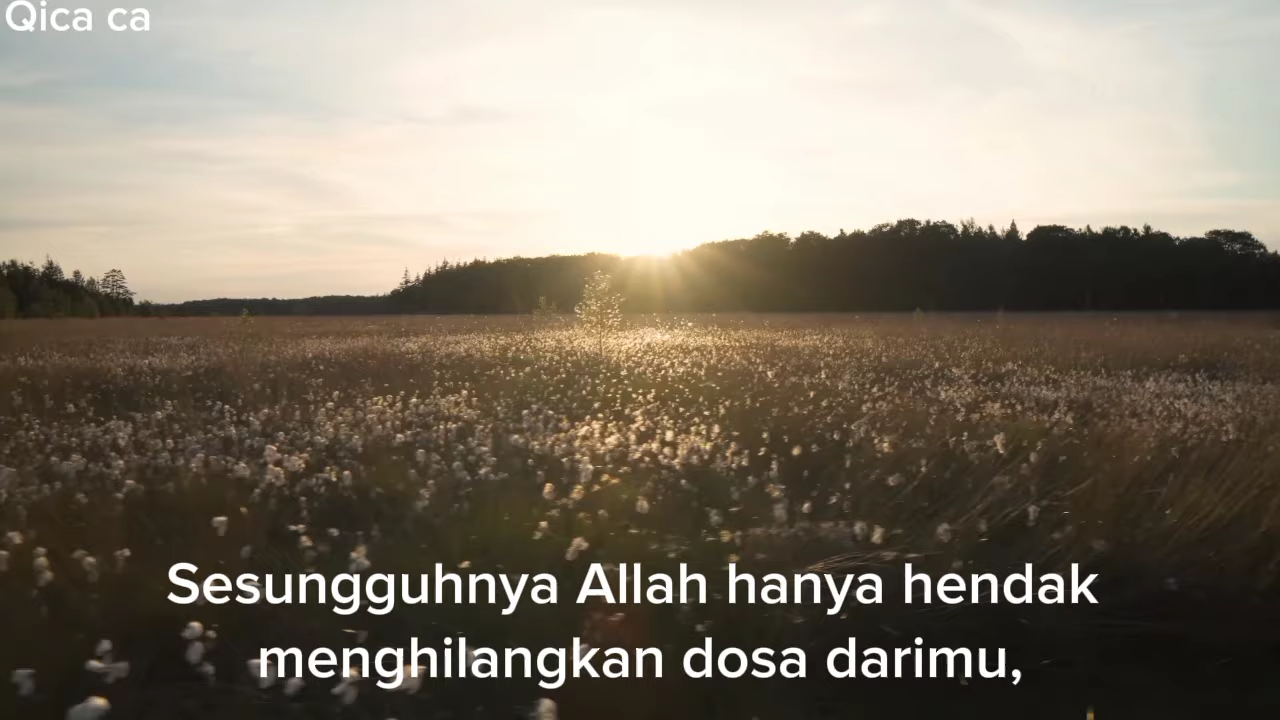 Qica ca
Sesungguhnya Allah hanya hendak
menghilangkan dosa darimu,